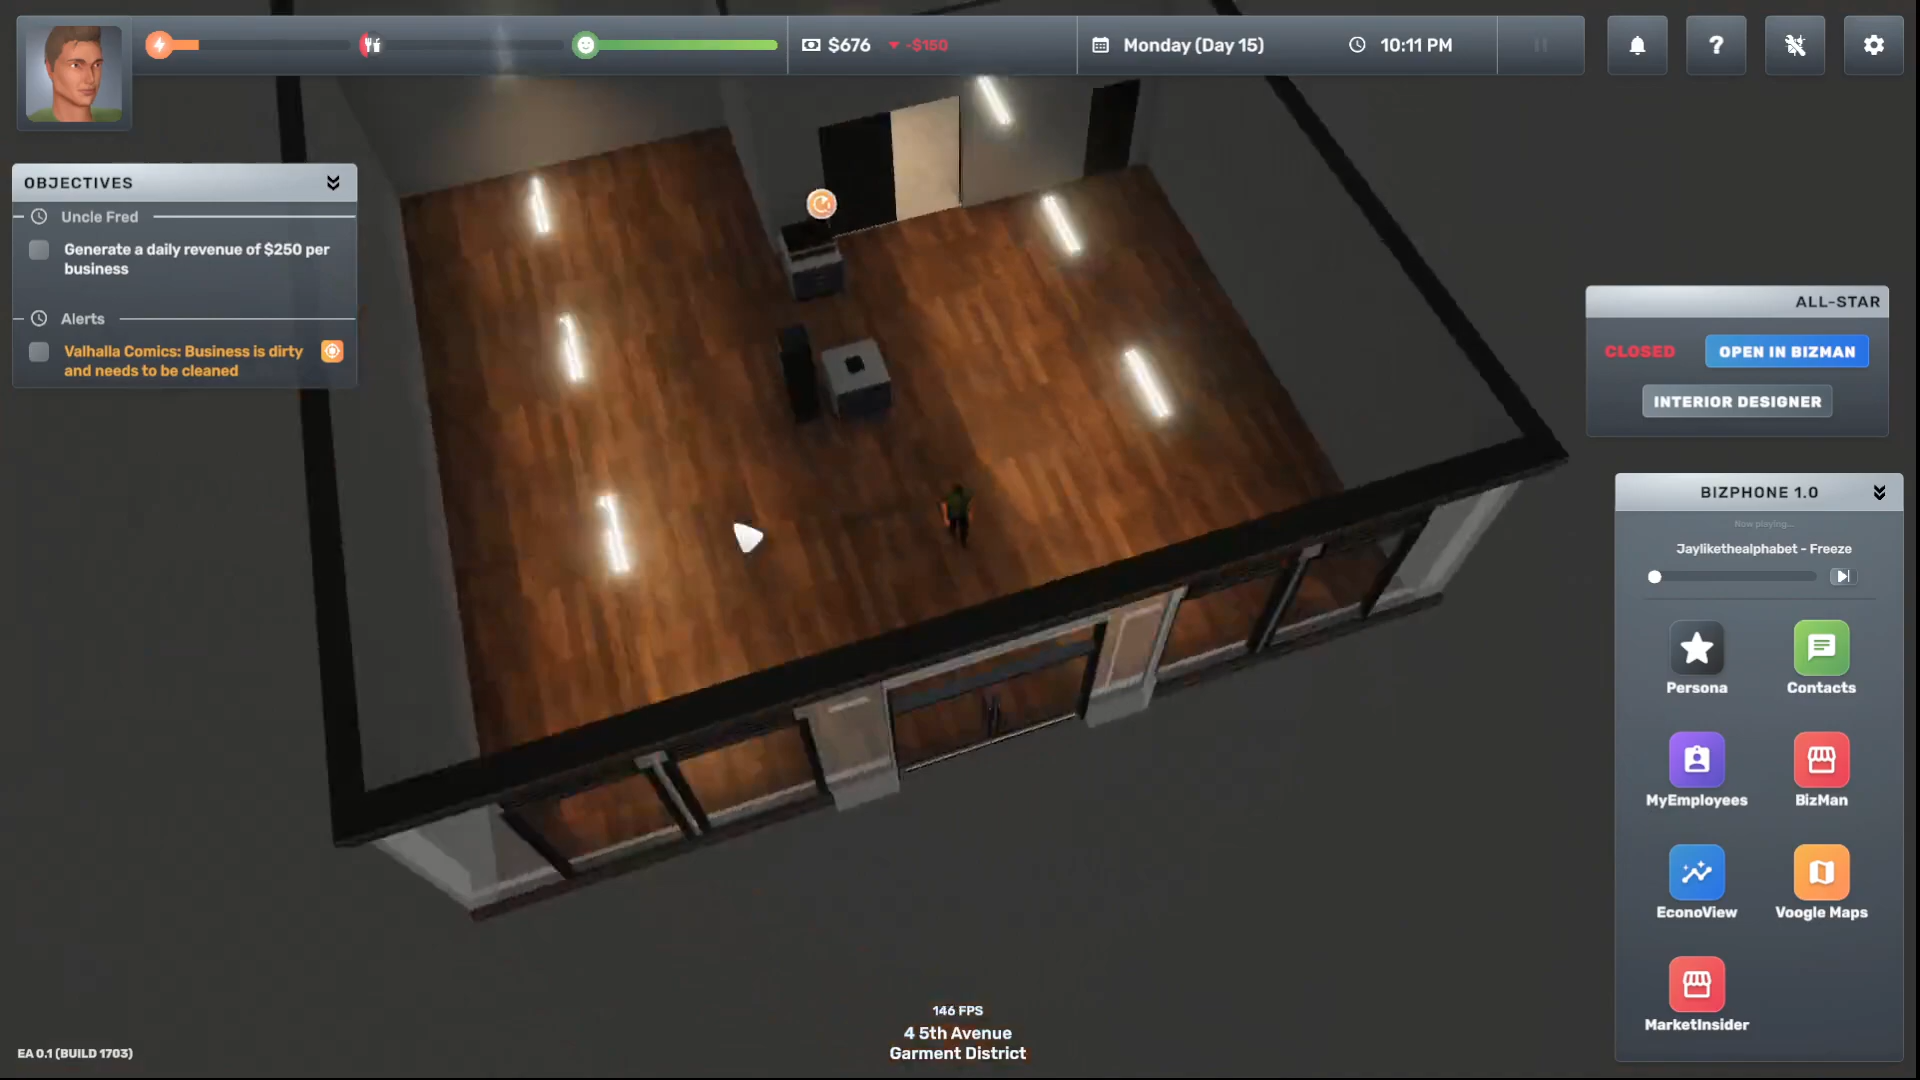 $676
-$150
Monday (Day 15)
10:11 PM
?
OBJECTIVES
Uncle Fred
Generate a daily revenue of $250 per
business
Alerts
Valhalla Comics: Business is dirty
and needs to be cleaned
ALL-STAR
CLOSED
OPEN IN BIZMAN
INTERIOR DESIGNER
BIZPHONE 1.0
Now playing...
Jaylikethealphabet - Freeze
Persona
Contacts
MyEmployees
BizMan
EconoView
Voogle Maps
MarketInsider
146 FPS
4 5th Avenue
Garment District
EA 0.1 (BUILD 1703)